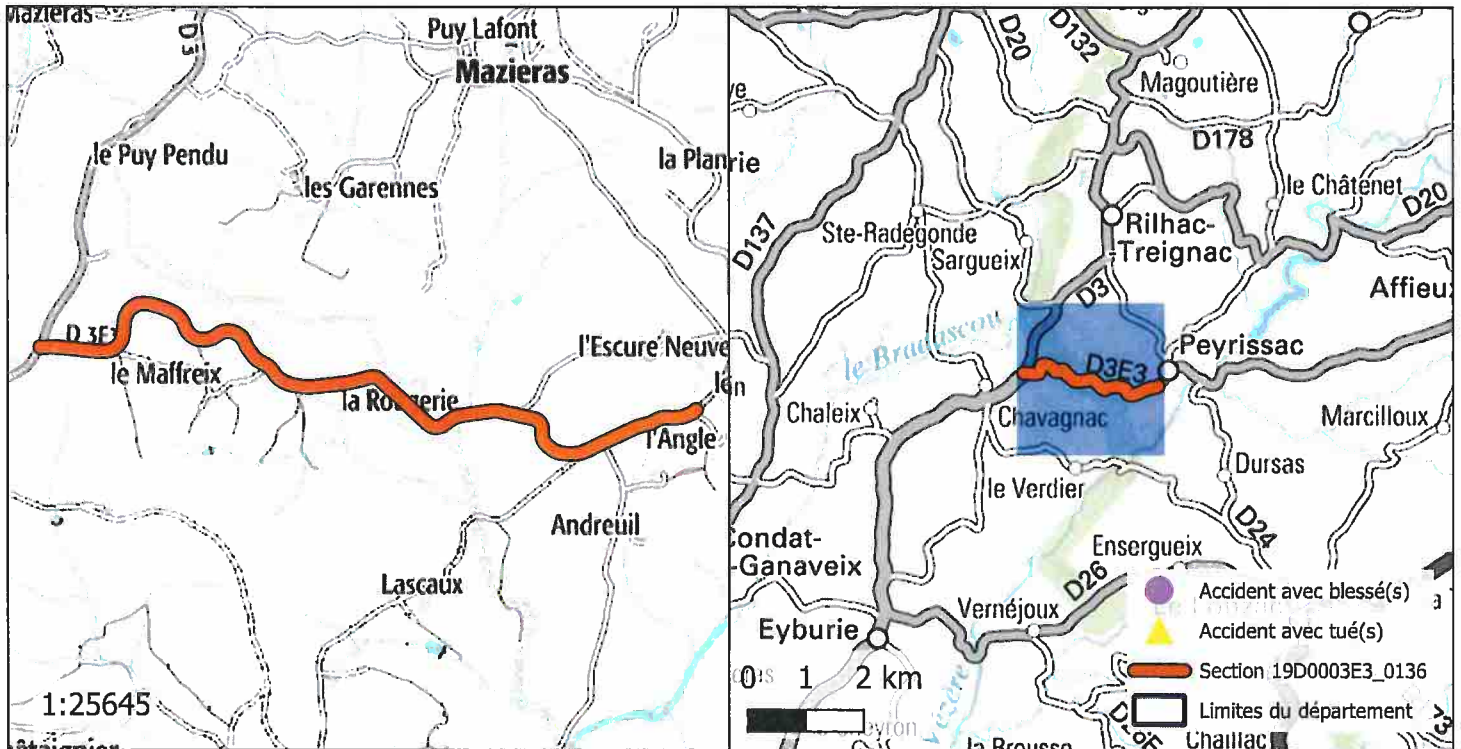 Mazieras
D3
Puy Lafont
Mazieras
le Puy Pendu
les Garennes
la Plan
D 3E3
le Maffreix
l'Escure Neuve
la Rougerie
l'Angle
Andreuil
Lascaux
1:25645
D20
D132
Magoutière
D178
rie
le Châtenet
D20
Ste-Radegonde
Rilhac-
-Treignac
Sargueix
D137
D3
Affieux
le Bradascou
Peyrissac
D3E3
Chaleix
Chavagnac
Marcilloux
le Verdier
Dursas
D24
Condat-
-Ganaveix
Ensergueix
D26
Vernéjoux
Eyburie
0 1 2 km
Vézère
la Brousse
Chaillac
Accident avec blessé(s)
Accident avec tué(s)
Section 19D0003E3_0136
Limites du département